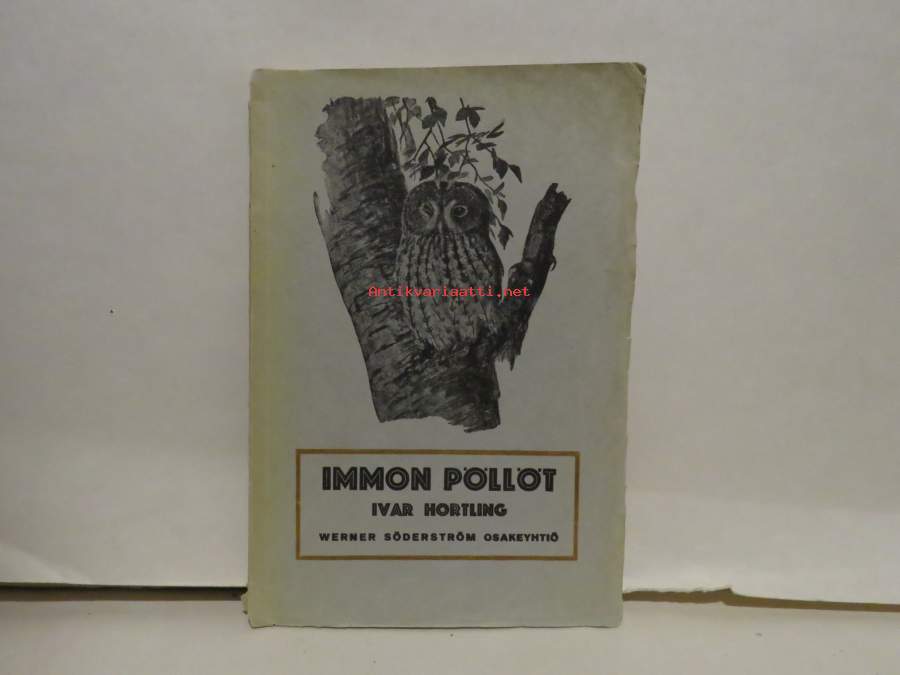 Antikvariaatti.net
IMMON PÖLLÖT
IVAR HORTLING
WERNER SÖDERSTRÖM OSAKEYHTIÖ